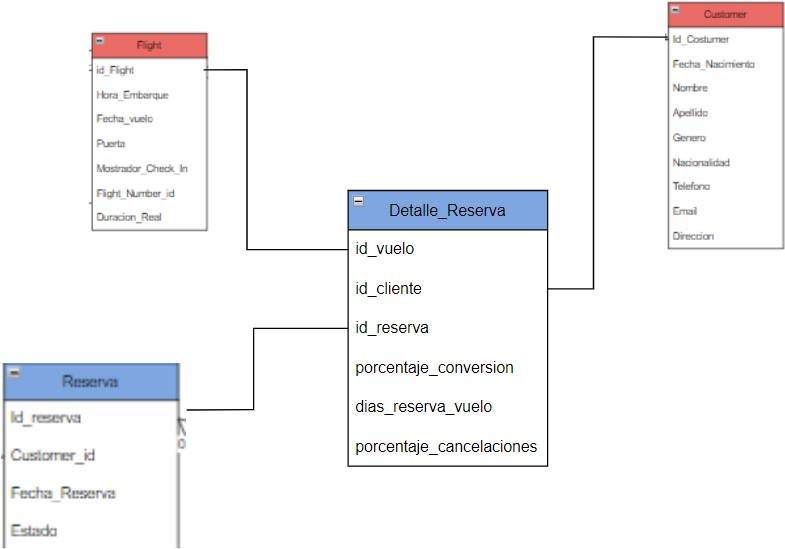 Flight
id_Flight
Hora_Embarque
Fecha_vuelo
Puerta
Mostrador_Check_In
Flight_Number_id
Duracion_Real
Customer
Id_Costumer
Fecha_Nacimiento
Nombre
Apellido
Genero
Nacionalidad
Telefono
Email
Direccion
Detalle_Reserva
id_vuelo
id_cliente
id_reserva
porcentaje_conversion
dias_reserva_vuelo
porcentaje_cancelaciones
Reserva
Id_reserva
Customer_id
Fecha_Reserva
Estado